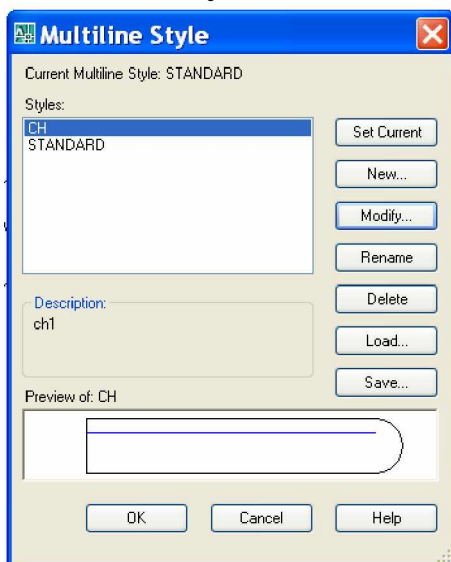 Multiline Style
Current Multiline Style: STANDARD
Styles:
CH
STANDARD
Set Current
New...
Modify...
Rename
Delete
Load...
Save...
Description:
ch1
Preview of: CH
OK
Cancel
Help